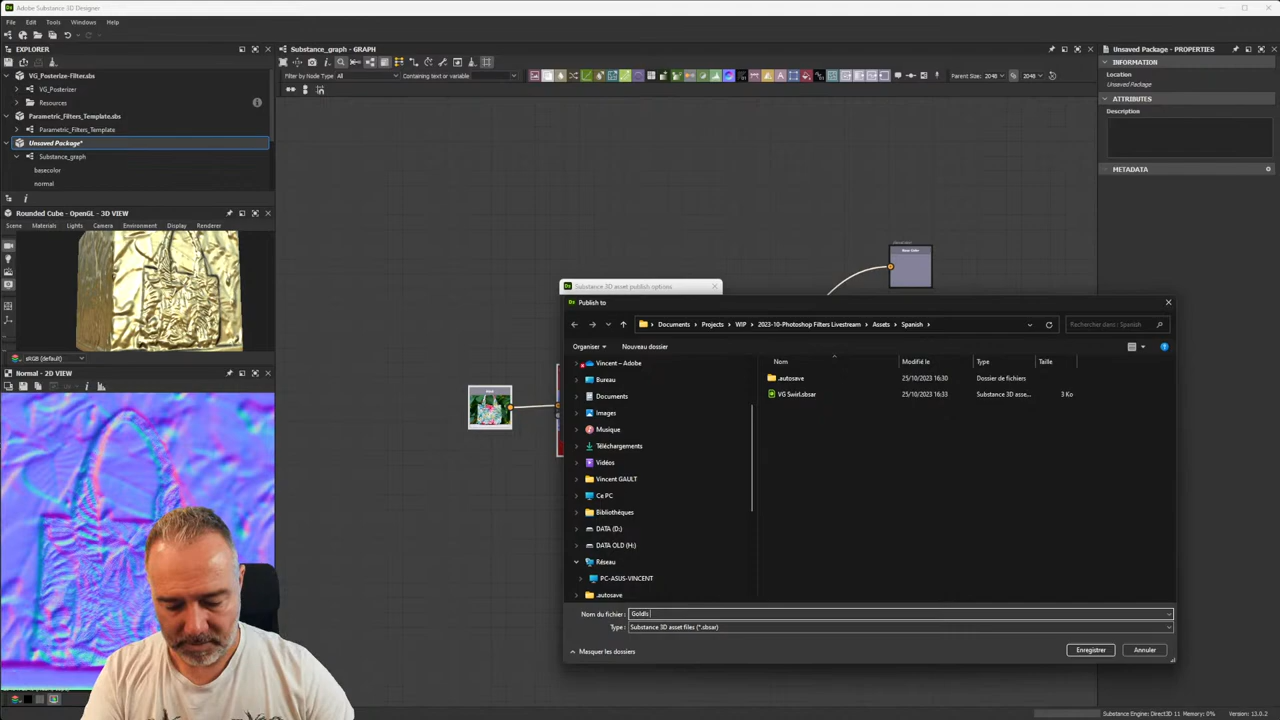 Adobe Substance 3D Designer
File Edit Tools Windows Help
EXPLORER
VG_Posterize-Filter.sbs
VG_Posterizer
Resources
Parametric_Filters_Template.sbs
Parametric_Filters_Template
Unsaved Package*
Substance_graph
basecolor
normal
Rounded Cube - OpenGL - 3D VIEW
Scene Materials Lights Camera Environment Display Renderer
sRGB (default)
Normal - 2D VIEW
Substance_graph - GRAPH
Filter by Node Type All Containing text or variable
Parent Size: 2048 2048
Base Color
Substance 3D asset publish options
Publish to
Documents Projects WIP 2023-10-Photoshop Filters Livestream Assets Spanish
Rechercher dans : Spanish
Organiser Nouveau dossier
Vincent – Adobe
Bureau
Documents
Images
Musique
Téléchargements
Vidéos
Vincent GAULT
Ce PC
Bibliothèques
DATA (D:)
DATA OLD (H:)
Réseau
PC-ASUS-VINCENT
.autosave
Nom Modifié le Type Taille
.autosave 25/10/2023 16:30 Dossier de fichiers
VG Swirl.sbsar 25/10/2023 16:33 Substance 3D asse... 3 Ko
Nom du fichier : Goldls
Type : Substance 3D asset files (*.sbsar)
Masquer les dossiers
Enregistrer Annuler
Unsaved Package - PROPERTIES
INFORMATION
Location
Unsaved Package
ATTRIBUTES
Description
METADATA
Substance Engine: Direct3D 11 Memory: 0% Version: 13.0.2